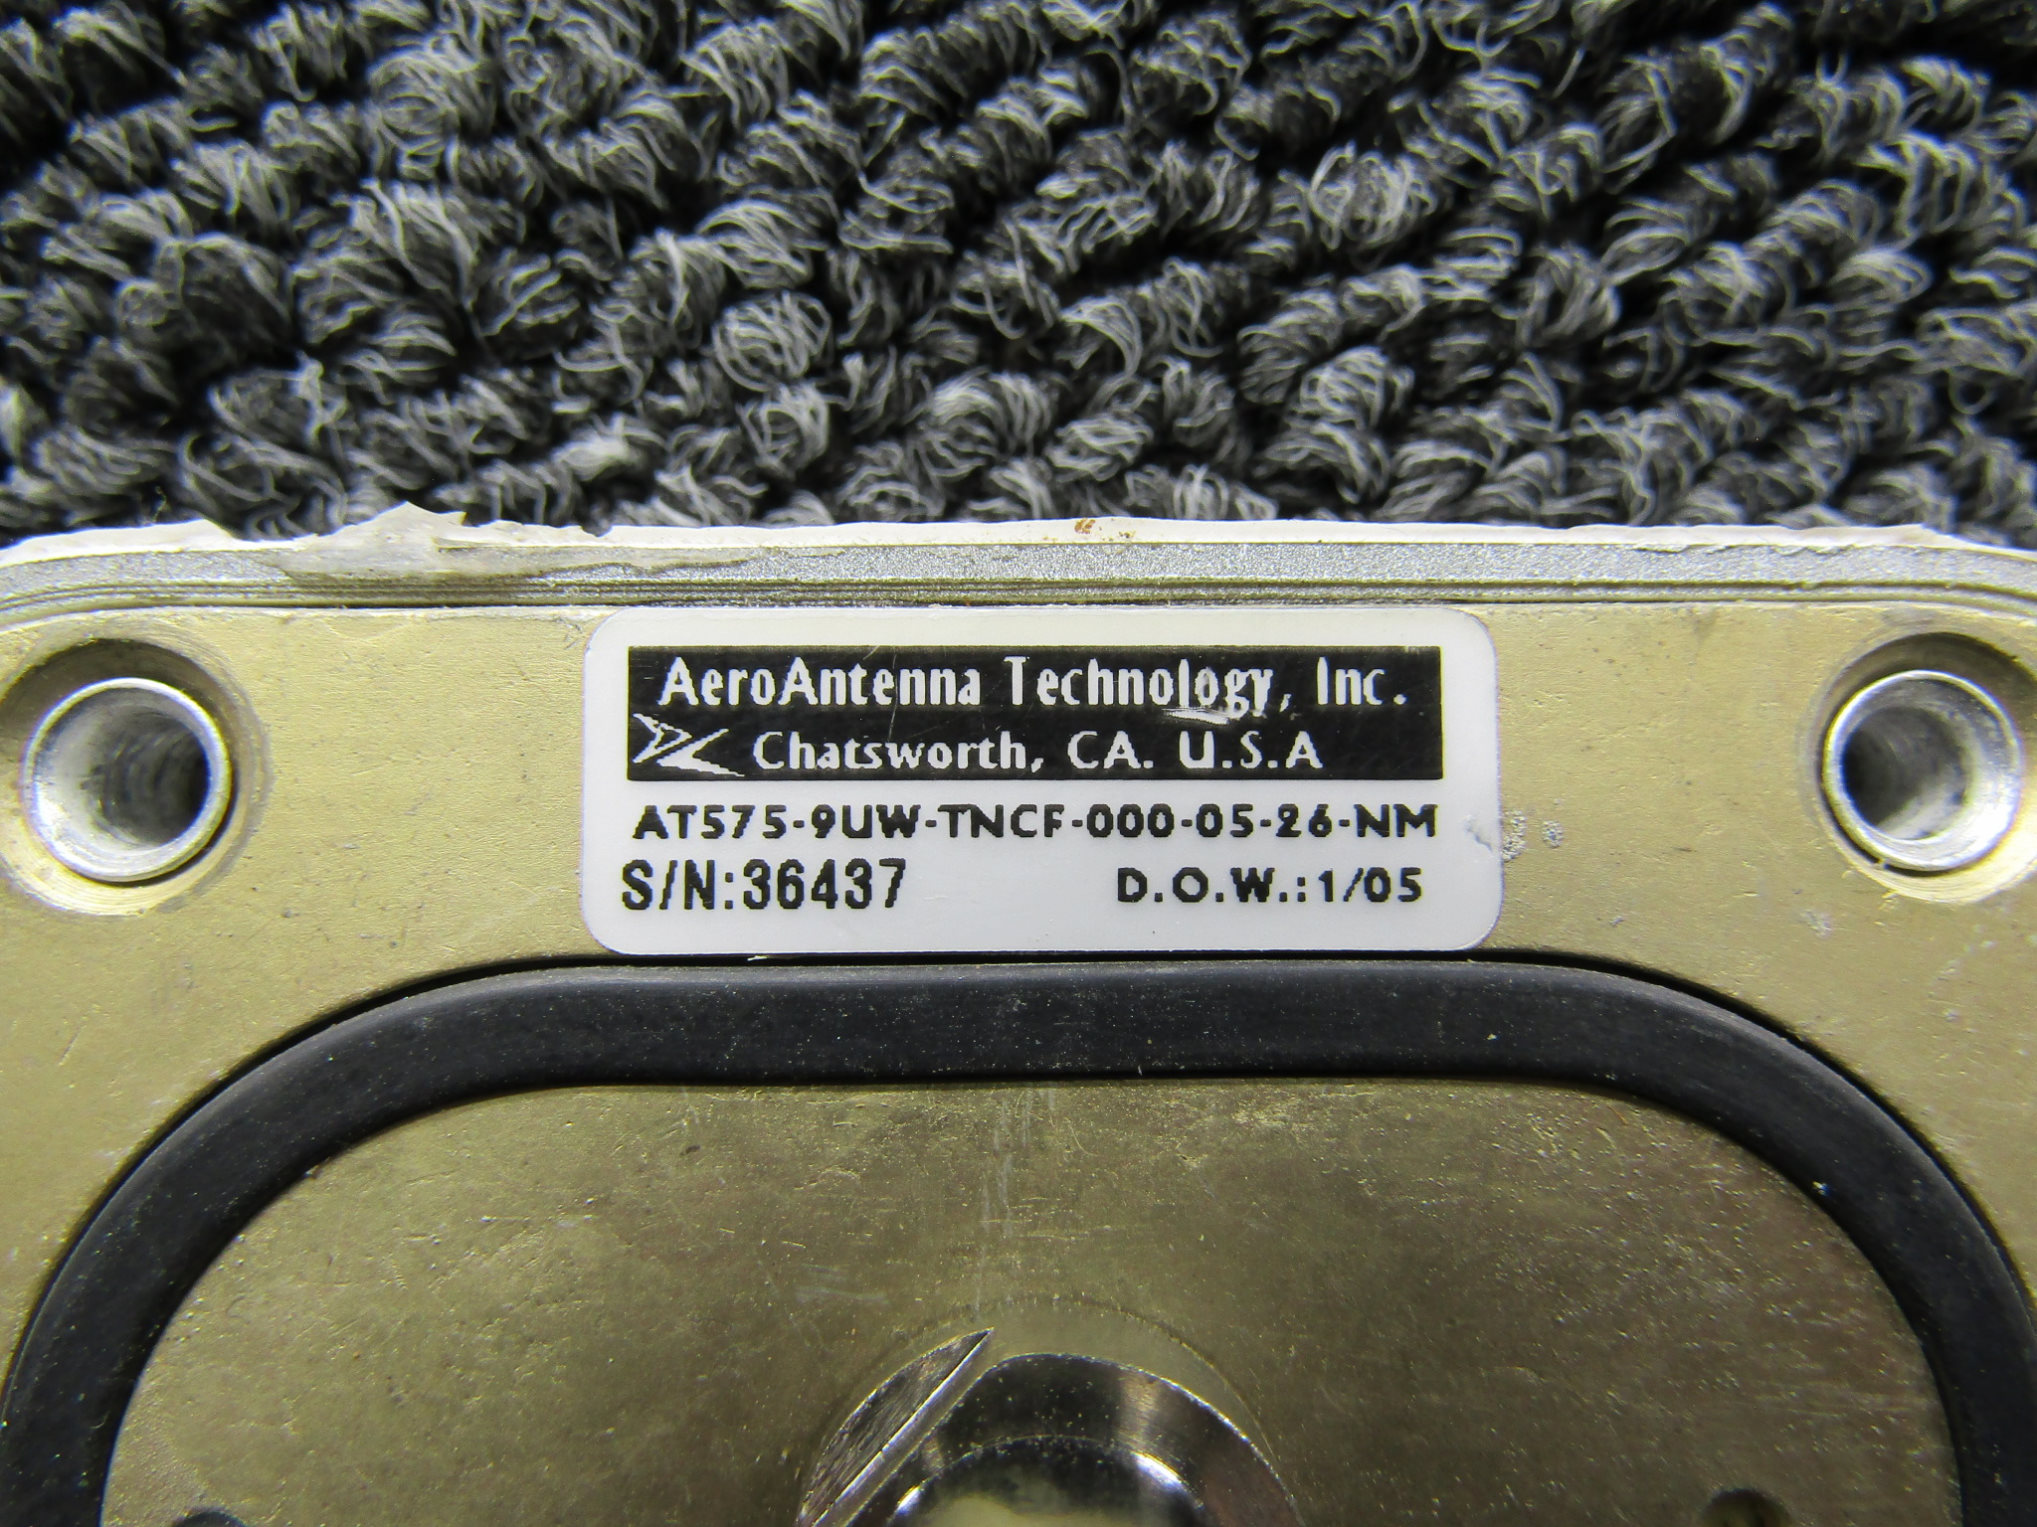 AeroAntenna Technology, Inc.
Chatsworth, CA. U.S.A
AT575-9UW-TNCF-000-05-26-NM
S/N:36437 D.O.W.:1/05